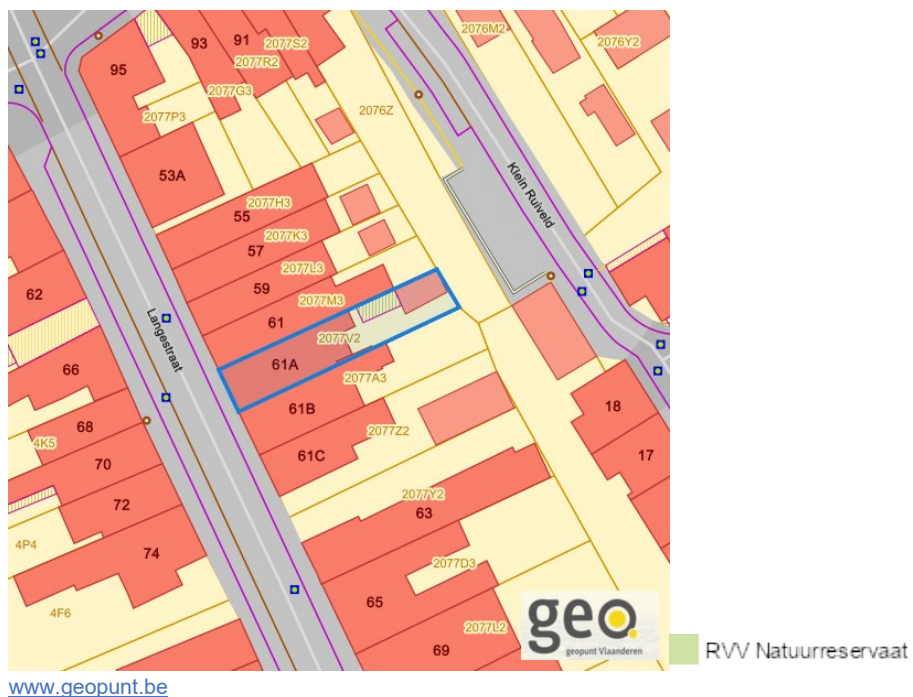 2076M2
93
91
2077S2
2076Y2
2077R2
95
2077G3
2076Z
2077P3
53A
Klein Ruiveld
2077H3
55
2077K3
57
2077L3
59
62
2077M3
61
Langestraat
2077V2
61A
66
2077A3
61B
18
68
2077Z2
4K5
61C
17
70
2077Y2
72
63
4P4
74
2077D3
65
4F6
2077L2
69
geo.
geopunt Vlaanderen
RVV Natuurreservaat
www.geopunt.be